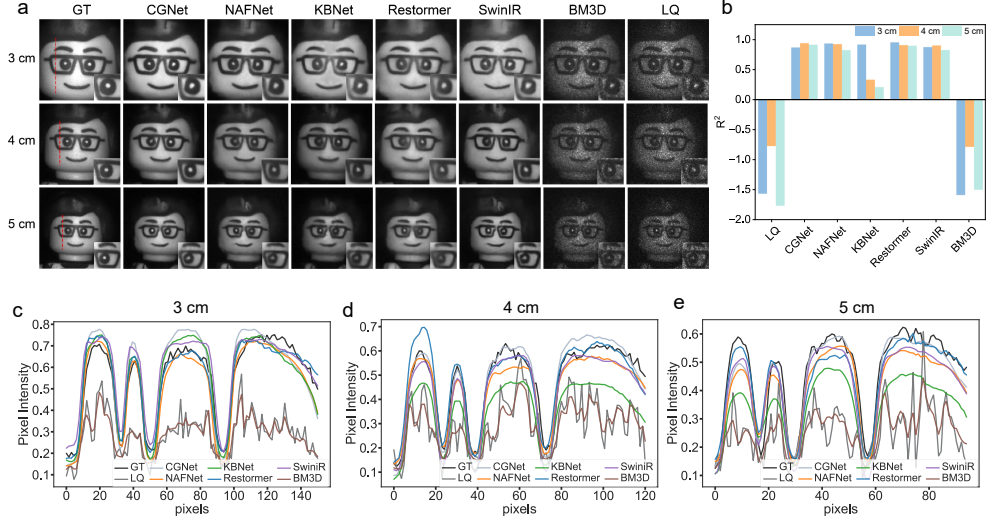 a
GT CGNet NAFNet KBNet Restormer SwinIR BM3D LQ
3 cm
4 cm
5 cm
b
3 cm 4 cm 5 cm
1.0
0.5
0.0
−0.5
−1.0
−1.5
−2.0
R²
LQ CGNet NAFNet KBNet Restormer SwinIR BM3D
c 3 cm
0.8
0.7
0.6
0.5
0.4
0.3
0.2
0.1
Pixel Intensity
GT CGNet KBNet SwiniR
LQ NAFNet Restormer BM3D
0 20 40 60 80 100 120 140
pixels
d 4 cm
0.7
0.6
0.5
0.4
0.3
0.2
0.1
Pixel Intensity
GT CGNet KBNet SwiniR
LQ NAFNet Restormer BM3D
0 20 40 60 80 100 120
pixels
e 5 cm
0.6
0.5
0.4
0.3
0.2
0.1
Pixel Intensity
GT CGNet KBNet SwiniR
LQ NAFNet Restormer BM3D
0 20 40 60 80
pixels